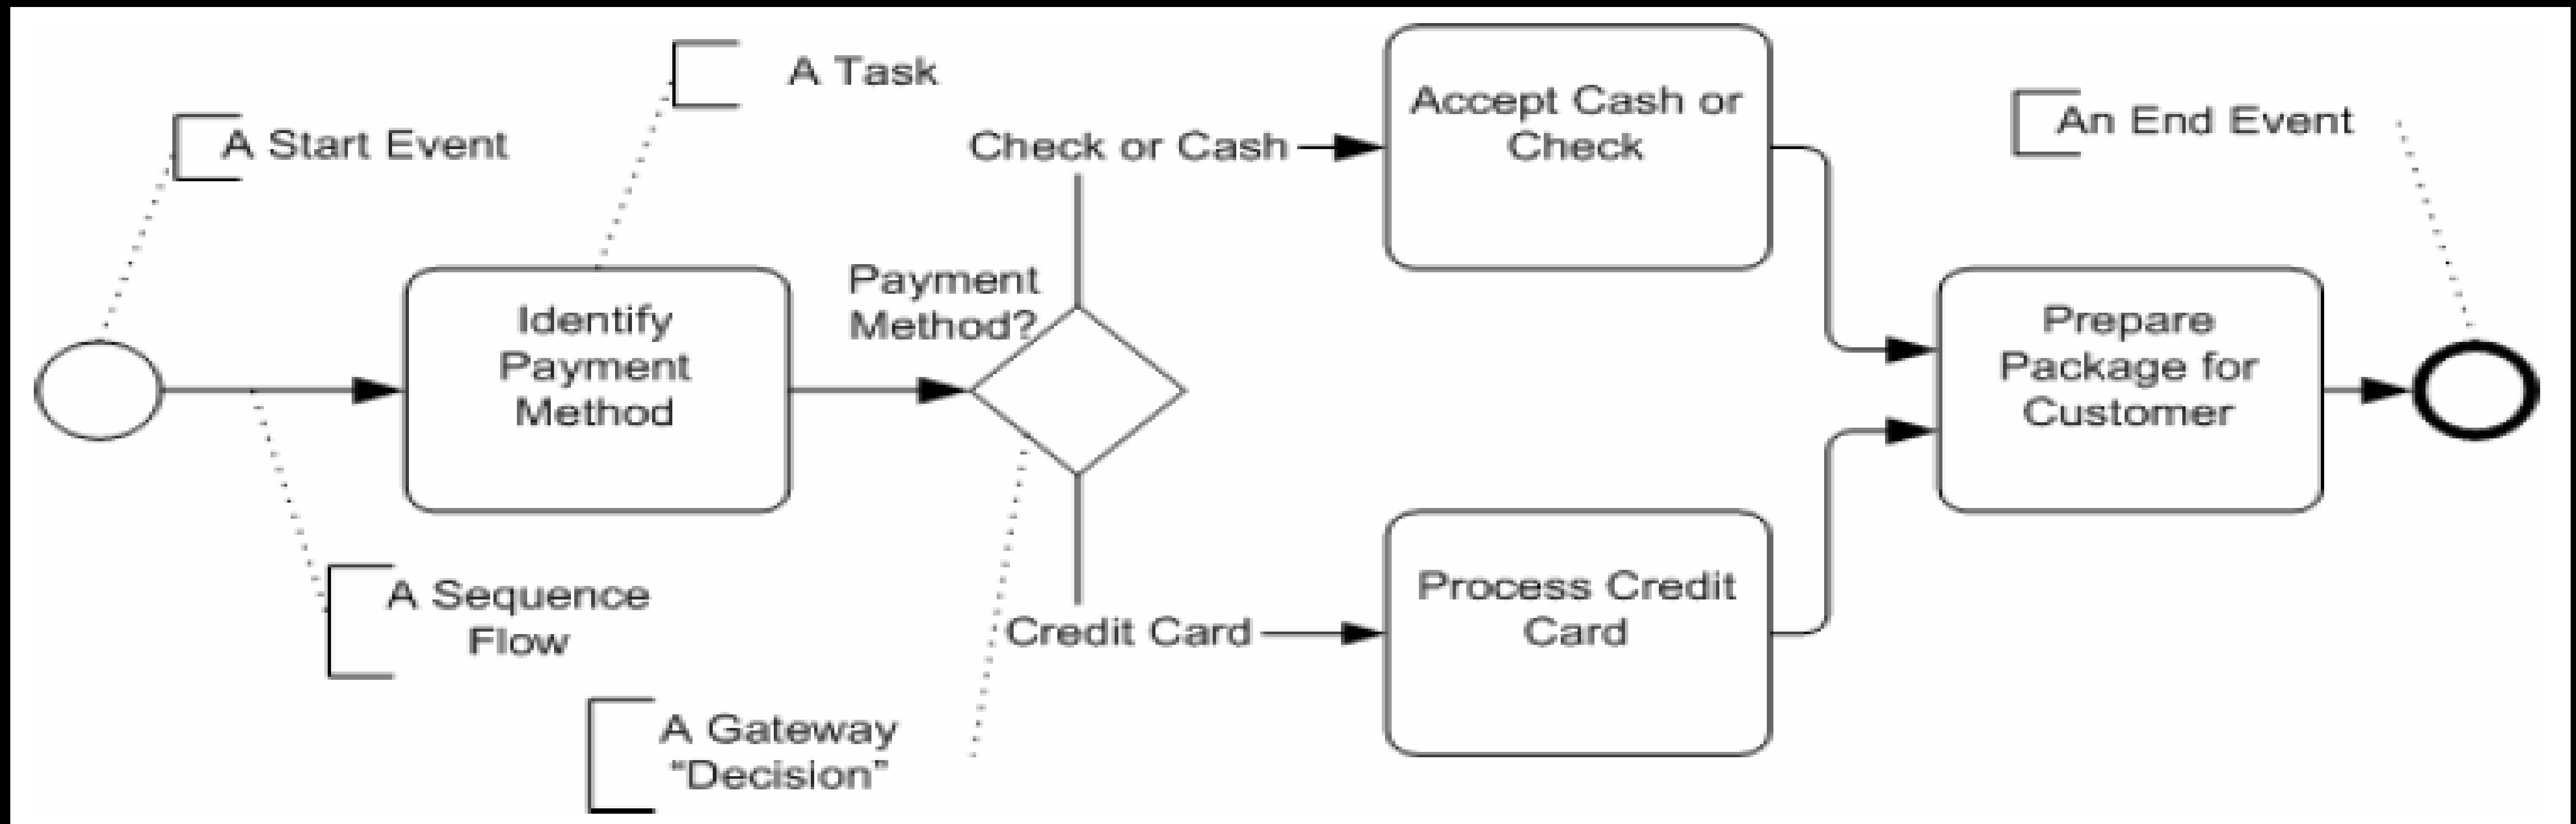 A Start Event
A Task
Identify
Payment
Method
A Sequence
Flow
Payment
Method?
A Gateway
“Decision”
Check or Cash
Accept Cash or
Check
Credit Card
Process Credit
Card
Prepare
Package for
Customer
An End Event